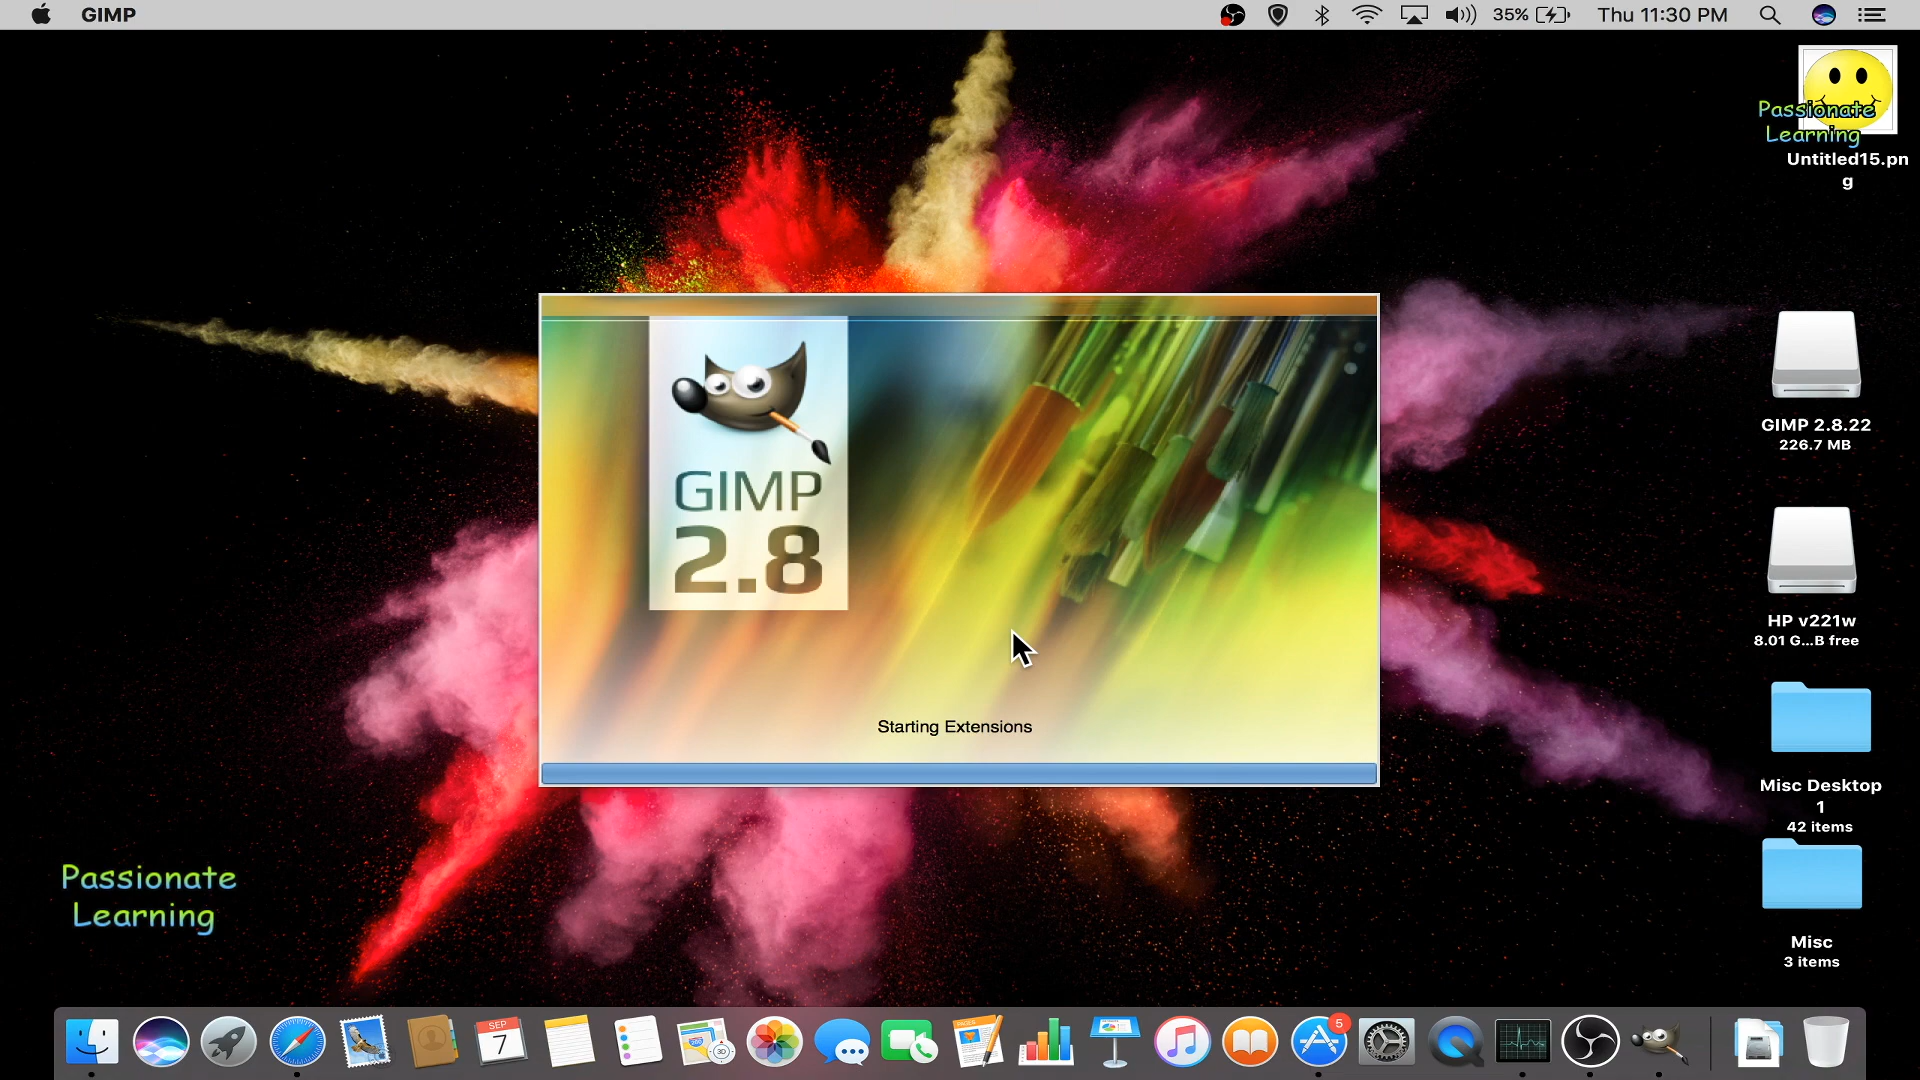 GIMP
35%
Thu 11:30 PM
Passionate
Learning
Untitled15.pn
g
GIMP
2.8
Starting Extensions
GIMP 2.8.22
226.7 MB
HP v221w
8.01 G...B free
Misc Desktop
1
42 items
Misc
3 items
Passionate
Learning
SEP
7
PAGES
5